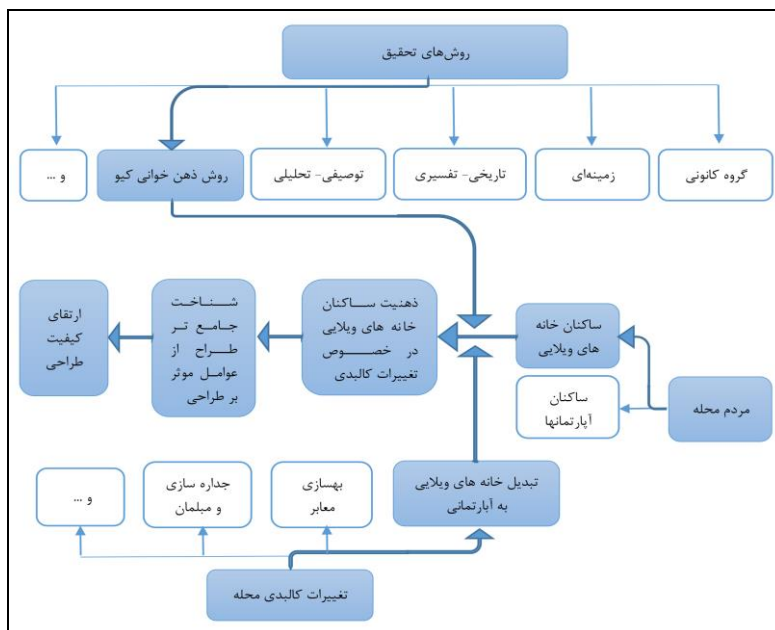 روش‌های تحقیق
گروه کانونی
زمینه‌ای
تاریخی- تفسیری
توصیفی- تحلیلی
روش ذهن خوانی کیو
و ...
مردم محله
ساکنان خانه
های ویلایی
ساکنان
آپارتمانها
ذهنیت ساکنان
خانه های ویلایی
در خصوص
تغییرات کالبدی
شناخت
جامع تر
طراح از
عوامل موثر
بر طراحی
ارتقای
کیفیت
طراحی
تبدیل خانه های ویلایی
به آبارتمانی
بهسازی
معابر
جداره سازی
و مبلمان
و ...
تغییرات کالبدی محله